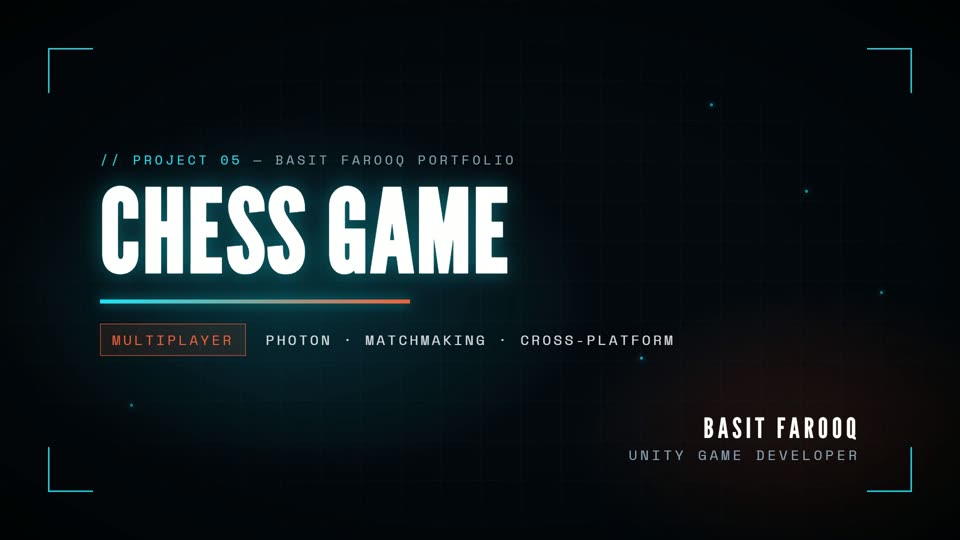 // PROJECT 05 — BASIT FAROOQ PORTFOLIO
CHESS GAME
MULTIPLAYER PHOTON · MATCHMAKING · CROSS-PLATFORM
BASIT FAROOQ
UNITY GAME DEVELOPER